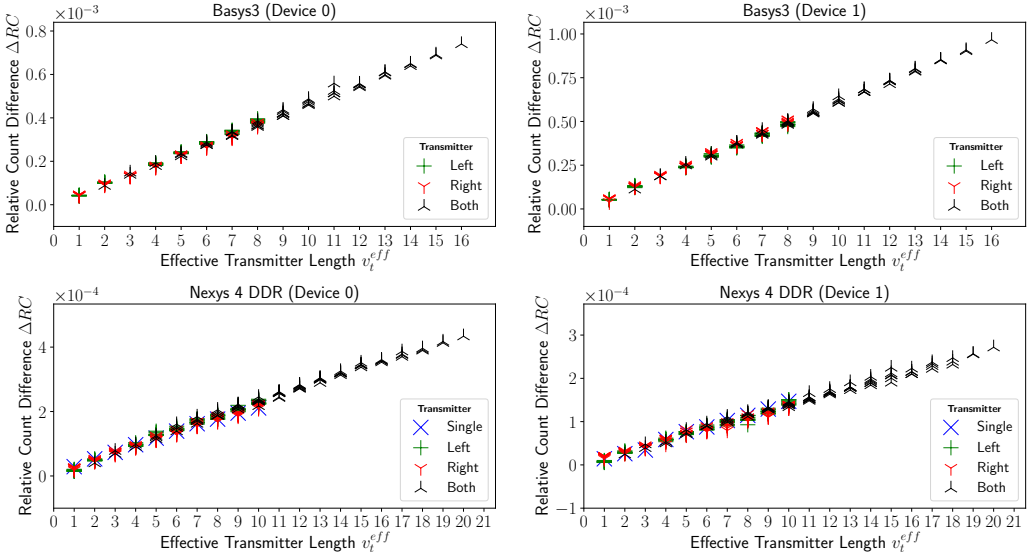 Basys3 (Device 0)
×10⁻³
Relative Count Difference ΔRC
0.8
0.6
0.4
0.2
0.0
Transmitter
Left
Right
Both
0 1 2 3 4 5 6 7 8 9 10 11 12 13 14 15 16
Effective Transmitter Length v_t^{eff}
Basys3 (Device 1)
×10⁻³
Relative Count Difference ΔRC
1.00
0.75
0.50
0.25
0.00
Transmitter
Left
Right
Both
0 1 2 3 4 5 6 7 8 9 10 11 12 13 14 15 16
Effective Transmitter Length v_t^{eff}
Nexys 4 DDR (Device 0)
×10⁻⁴
Relative Count Difference ΔRC
4
2
0
Transmitter
Single
Left
Right
Both
0 1 2 3 4 5 6 7 8 9 10 11 12 13 14 15 16 17 18 19 20 21
Effective Transmitter Length v_t^{eff}
Nexys 4 DDR (Device 1)
×10⁻⁴
Relative Count Difference ΔRC
3
2
1
0
−1
Transmitter
Single
Left
Right
Both
0 1 2 3 4 5 6 7 8 9 10 11 12 13 14 15 16 17 18 19 20 21
Effective Transmitter Length v_t^{eff}